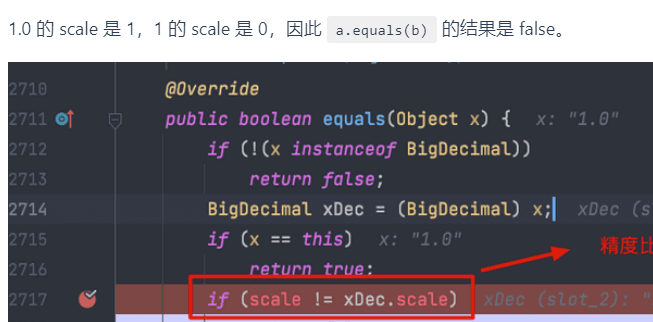 1.0 的 scale 是 1，1 的 scale 是 0，因此 a.equals(b) 的结果是 false。
2710 @Override
2711 public boolean equals(Object x) { x: "1.0"
2712 if (!(x instanceof BigDecimal))
2713 return false;
2714 BigDecimal xDec = (BigDecimal) x; xDec (s
2715 if (x == this) x: "1.0"
精度比
2716 return true;
2717 if (scale != xDec.scale) xDec (slot_2): "